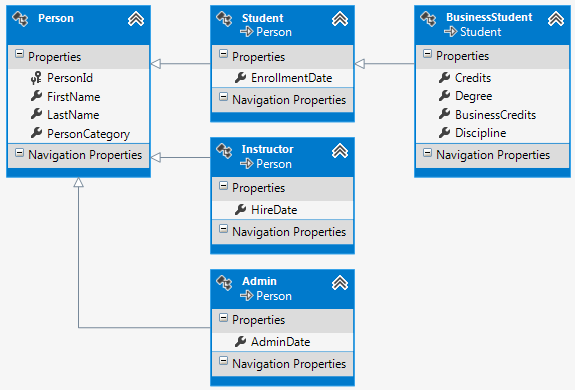 Person
Properties
PersonId
FirstName
LastName
PersonCategory
Navigation Properties
Student
Person
Properties
EnrollmentDate
Navigation Properties
BusinessStudent
Student
Properties
Credits
Degree
BusinessCredits
Discipline
Navigation Properties
Instructor
Person
Properties
HireDate
Navigation Properties
Admin
Person
Properties
AdminDate
Navigation Properties